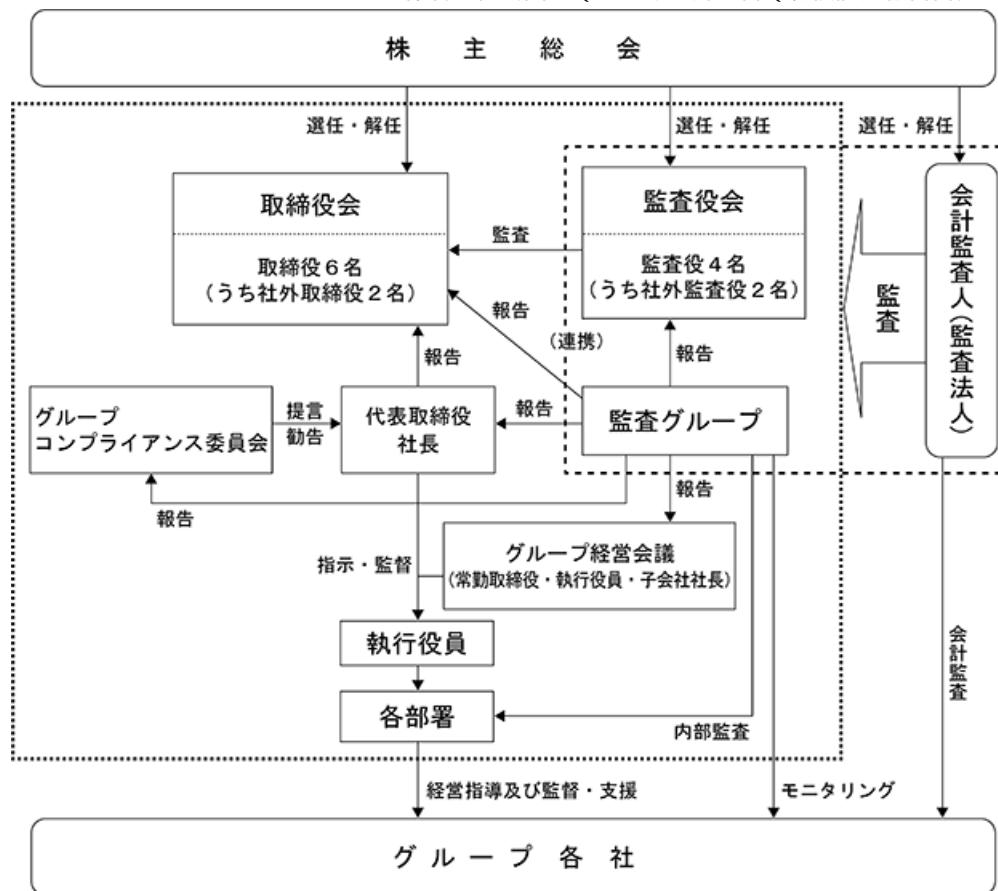 株主総会
選任・解任
選任・解任
選任・解任
取締役会
取締役6名
(うち社外取締役2名)
監査
監査役会
監査役4名
(うち社外監査役2名)
監査
会計監査人(監査法人)
報告
(連携)
報告
報告
グループ
コンプライアンス委員会
提言
勧告
代表取締役
社長
報告
監査グループ
報告
報告
指示・監督
グループ経営会議
(常勤取締役・執行役員・子会社社長)
執行役員
各部署
内部監査
会計監査
経営指導及び監督・支援
モニタリング
グループ各社